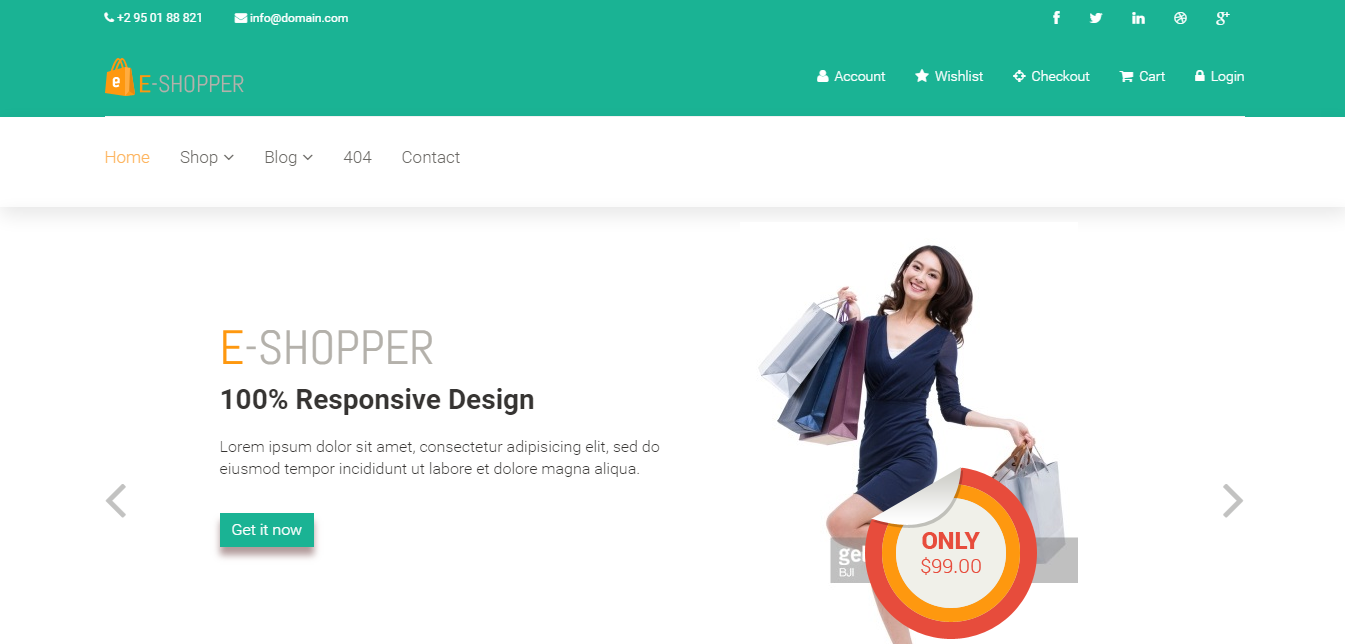 +2 95 01 88 821
info@domain.com
e
E-SHOPPER
Account
Wishlist
Checkout
Cart
Login
Home
Shop
Blog
404
Contact
E-SHOPPER
100% Responsive Design
Lorem ipsum dolor sit amet, consectetur adipisicing elit, sed do
eiusmod tempor incididunt ut labore et dolore magna aliqua.
Get it now
BJI
ONLY
$99.00